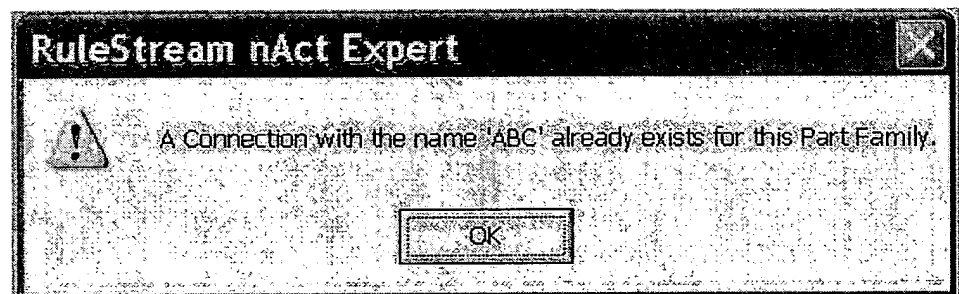 RuleStream nAct Expert
A Connection with the name 'ABC' already exists for this Part Family.
OK